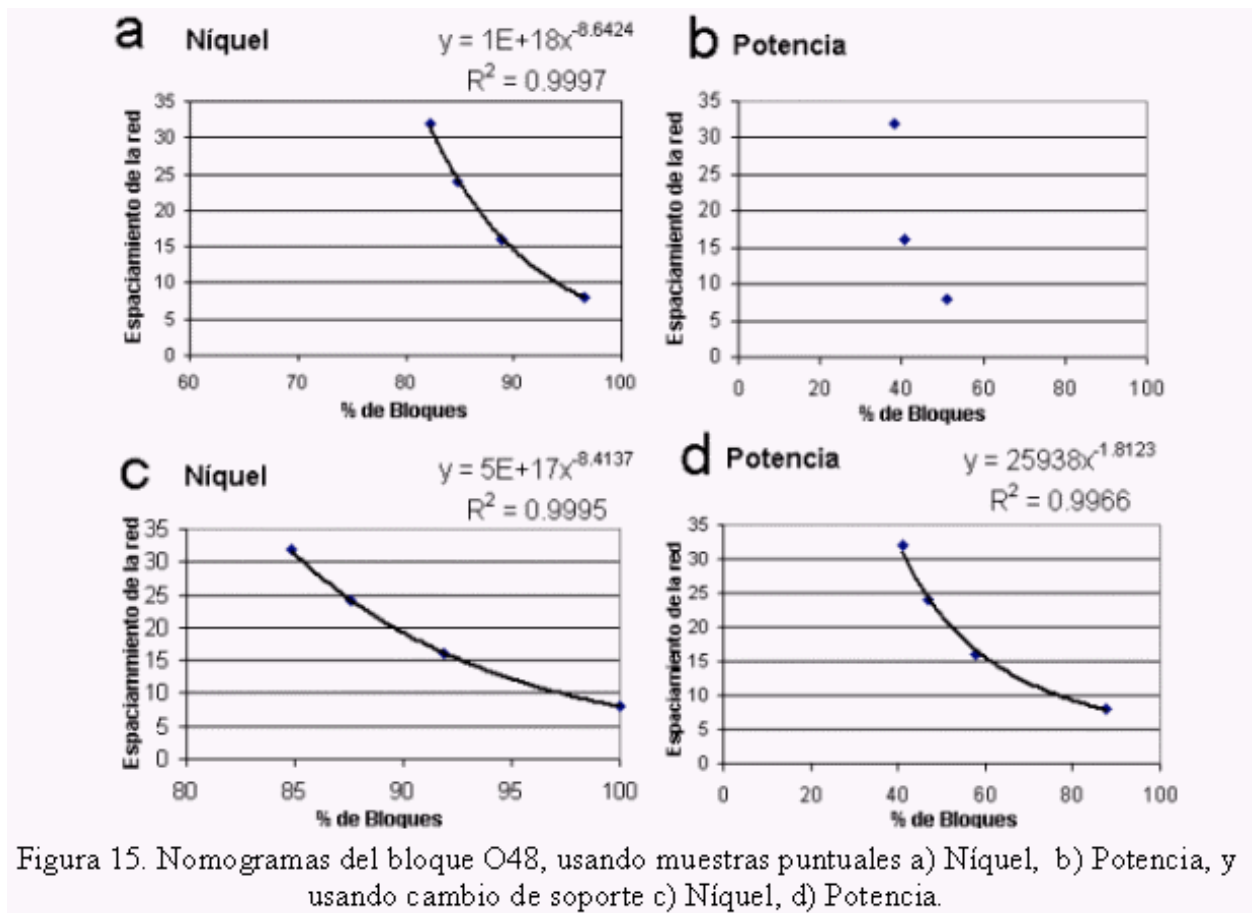 a Níquel
y = 1E+18x^-8.6424
R² = 0.9997
Espaciamiento de la red
35
30
25
20
15
10
5
0
60 70 80 90 100
% de Bloques
b Potencia
Espaciamiento de la red
35
30
25
20
15
10
5
0
0 20 40 60 80 100
% de Bloques
c Níquel
y = 5E+17x^-8.4137
R² = 0.9995
Espaciammiento de la red
35
30
25
20
15
10
5
0
80 85 90 95 100
% de Bloques
d Potencia
y = 25938x^-1.8123
R² = 0.9966
Espaciamiento de la red
35
30
25
20
15
10
5
0
0 20 40 60 80 100
% de Bloques
Figura 15. Nomogramas del bloque O48, usando muestras puntuales a) Níquel, b) Potencia, y
usando cambio de soporte c) Níquel, d) Potencia.